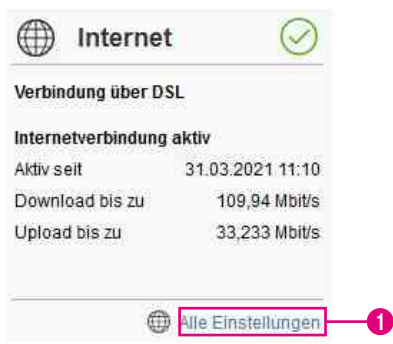 Internet
Verbindung über DSL
Internetverbindung aktiv
Aktiv seit 31.03.2021 11:10
Download bis zu 109,94 Mbit/s
Upload bis zu 33,233 Mbit/s
Alle Einstellungen 1